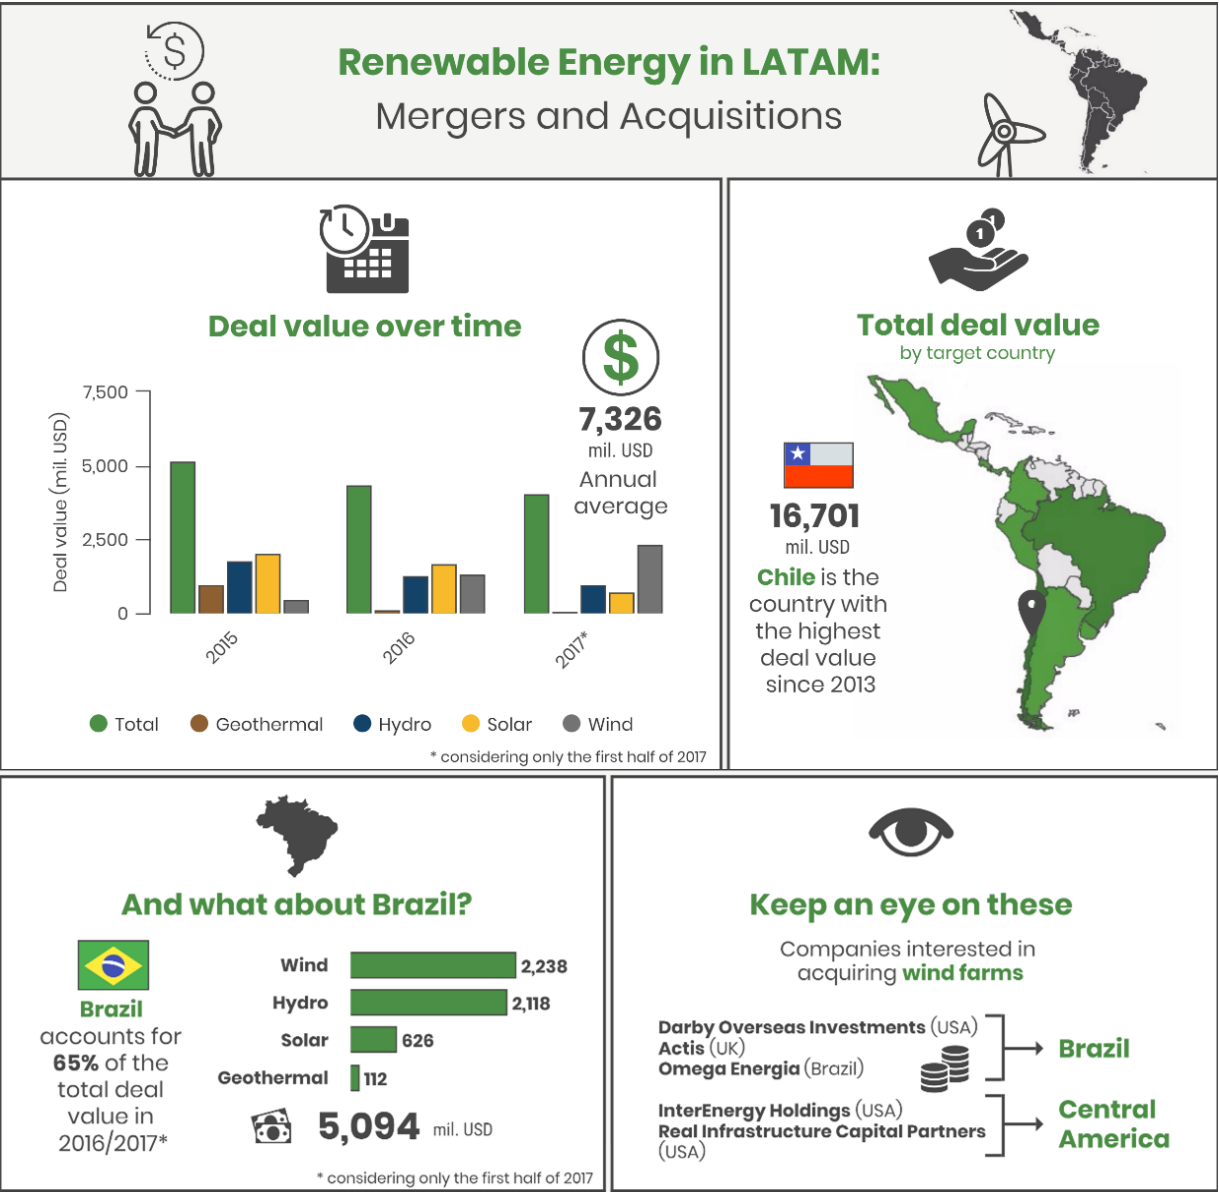 $
Renewable Energy in LATAM:
Mergers and Acquisitions
Deal value over time
$
7,326
mil. USD
Annual
average
Deal value (mil. USD)
7,500
5,000
2,500
0
2015
2016
2017*
Total
Geothermal
Hydro
Solar
Wind
* considering only the first half of 2017
1
1
Total deal value
by target country
16,701
mil. USD
Chile is the
country with
the highest
deal value
since 2013
And what about Brazil?
Brazil
accounts for
65% of the
total deal
value in
2016/2017*
Wind 2,238
Hydro 2,118
Solar 626
Geothermal 112
5,094 mil. USD
* considering only the first half of 2017
Keep an eye on these
Companies interested in
acquiring wind farms
Darby Overseas Investments (USA)
Actis (UK)
Omega Energia (Brazil)
Brazil
InterEnergy Holdings (USA)
Real Infrastructure Capital Partners
(USA)
Central
America